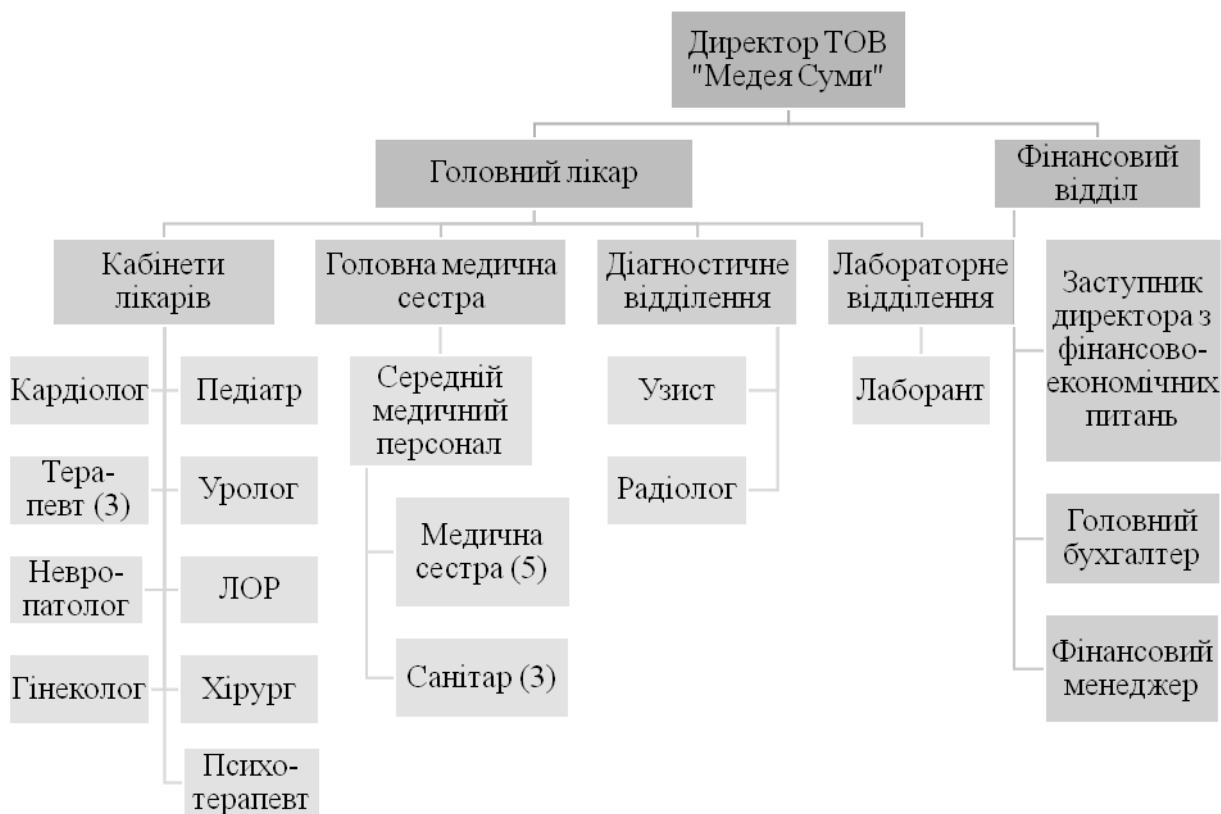 Директор ТОВ
"Медея Суми"
Головний лікар
Фінансовий
відділ
Кабінети
лікарів
Головна медична
сестра
Діагностичне
відділення
Лабораторне
відділення
Заступник
директора з
фінансово-
економічних
питань
Кардіолог
Педіатр
Середній
медичний
персонал
Узист
Лаборант
Тера-
певт (3)
Уролог
Радіолог
Медична
сестра (5)
Головний
бухгалтер
Невро-
патолог
ЛОР
Санітар (3)
Фінансовий
менеджер
Гінеколог
Хірург
Психо-
терапевт